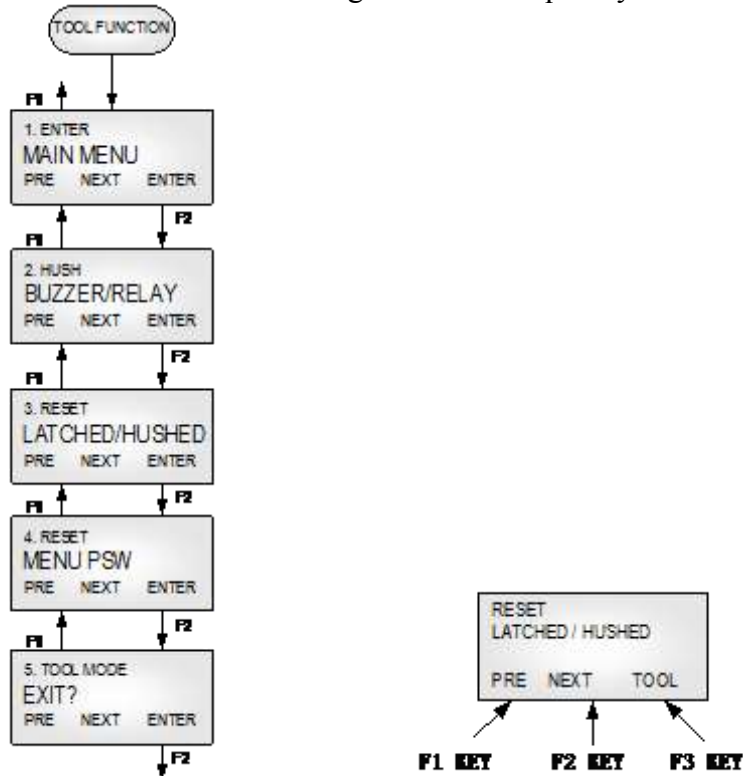 TOOL FUNCTION
F1
1. ENTER
MAIN MENU
PRE NEXT ENTER
F1 F2
2. HUSH
BUZZER/RELAY
PRE NEXT ENTER
F1 F2
3. RESET
LATCHED/HUSHED
PRE NEXT ENTER
F1 F2
4. RESET
MENU PSW
PRE NEXT ENTER
F1 F2
5. TOOL MODE
EXIT?
PRE NEXT ENTER
F2
RESET
LATCHED / HUSHED
PRE NEXT TOOL
F1 KEY F2 KEY F3 KEY